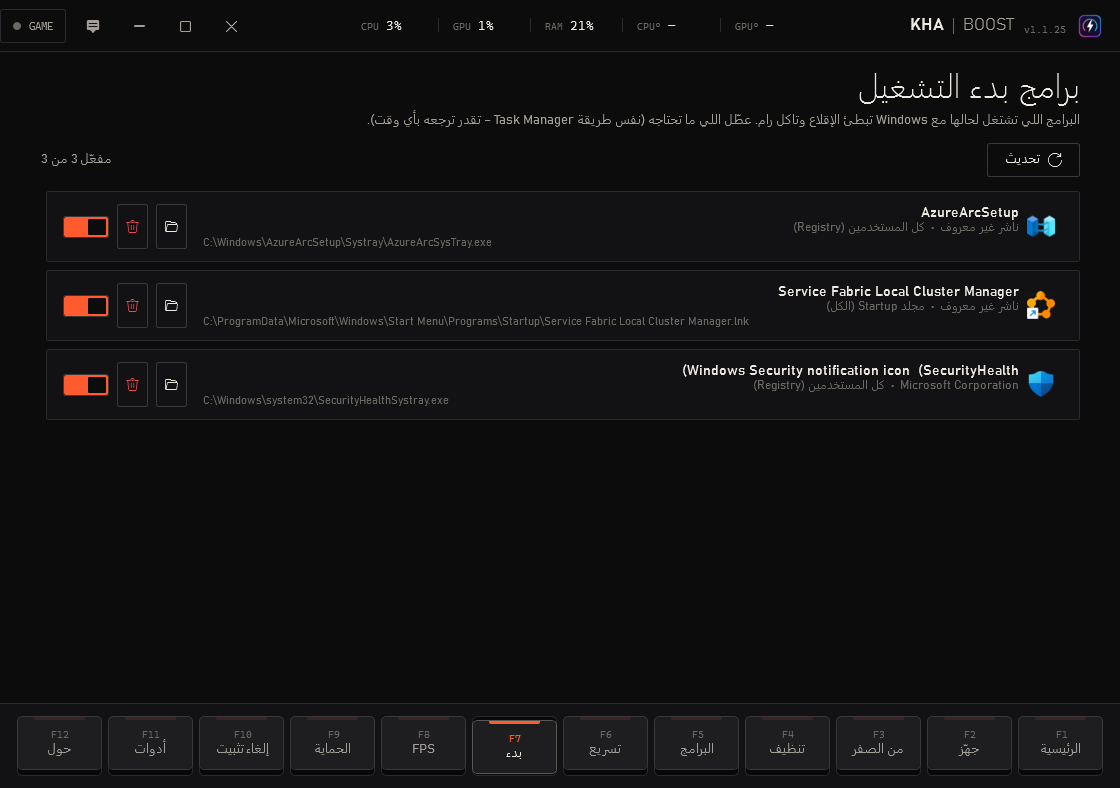 GAME
CPU 3%
GPU 1%
RAM 21%
CPU° —
GPU° —
KHA | BOOST v1.1.25
برامج بدء التشغيل
البرامج اللي تشتغل لحالها مع Windows تبطئ الإقلاع وتاكل رام. عطّل اللي ما تحتاجه (نفس طريقة Task Manager – تقدر ترجعه بأي وقت).
تحديث
مفعّل 3 من 3
AzureArcSetup
ناشر غير معروف • كل المستخدمين (Registry)
C:\Windows\AzureArcSetup\Systray\AzureArcSysTray.exe
Service Fabric Local Cluster Manager
ناشر غير معروف • مجلد Startup (الكل)
C:\ProgramData\Microsoft\Windows\Start Menu\Programs\Startup\Service Fabric Local Cluster Manager.lnk
(Windows Security notification icon (SecurityHealth
Microsoft Corporation • كل المستخدمين (Registry)
C:\Windows\system32\SecurityHealthSystray.exe
F1
الرئيسية
F2
جهّز
F3
من الصفر
F4
تنظيف
F5
البرامج
F6
تسريع
F7
بدء
F8
FPS
F9
الحماية
F10
إلغاء تثبيت
F11
أدوات
F12
حول